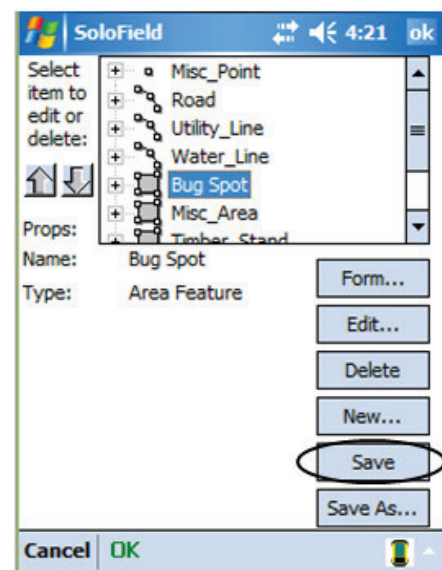 SoloField 4:21 ok
Select item to edit or delete:
Misc_Point
Road
Utility_Line
Water_Line
Bug Spot
Misc_Area
Timber_Stand
Props:
Name: Bug Spot
Type: Area Feature
Form...
Edit...
Delete
New...
Save
Save As...
Cancel OK